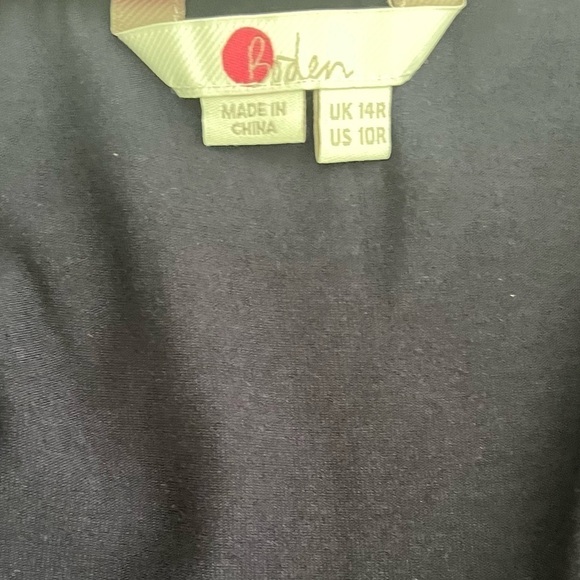 Boden
MADE IN
CHINA
UK 14R
US 10R